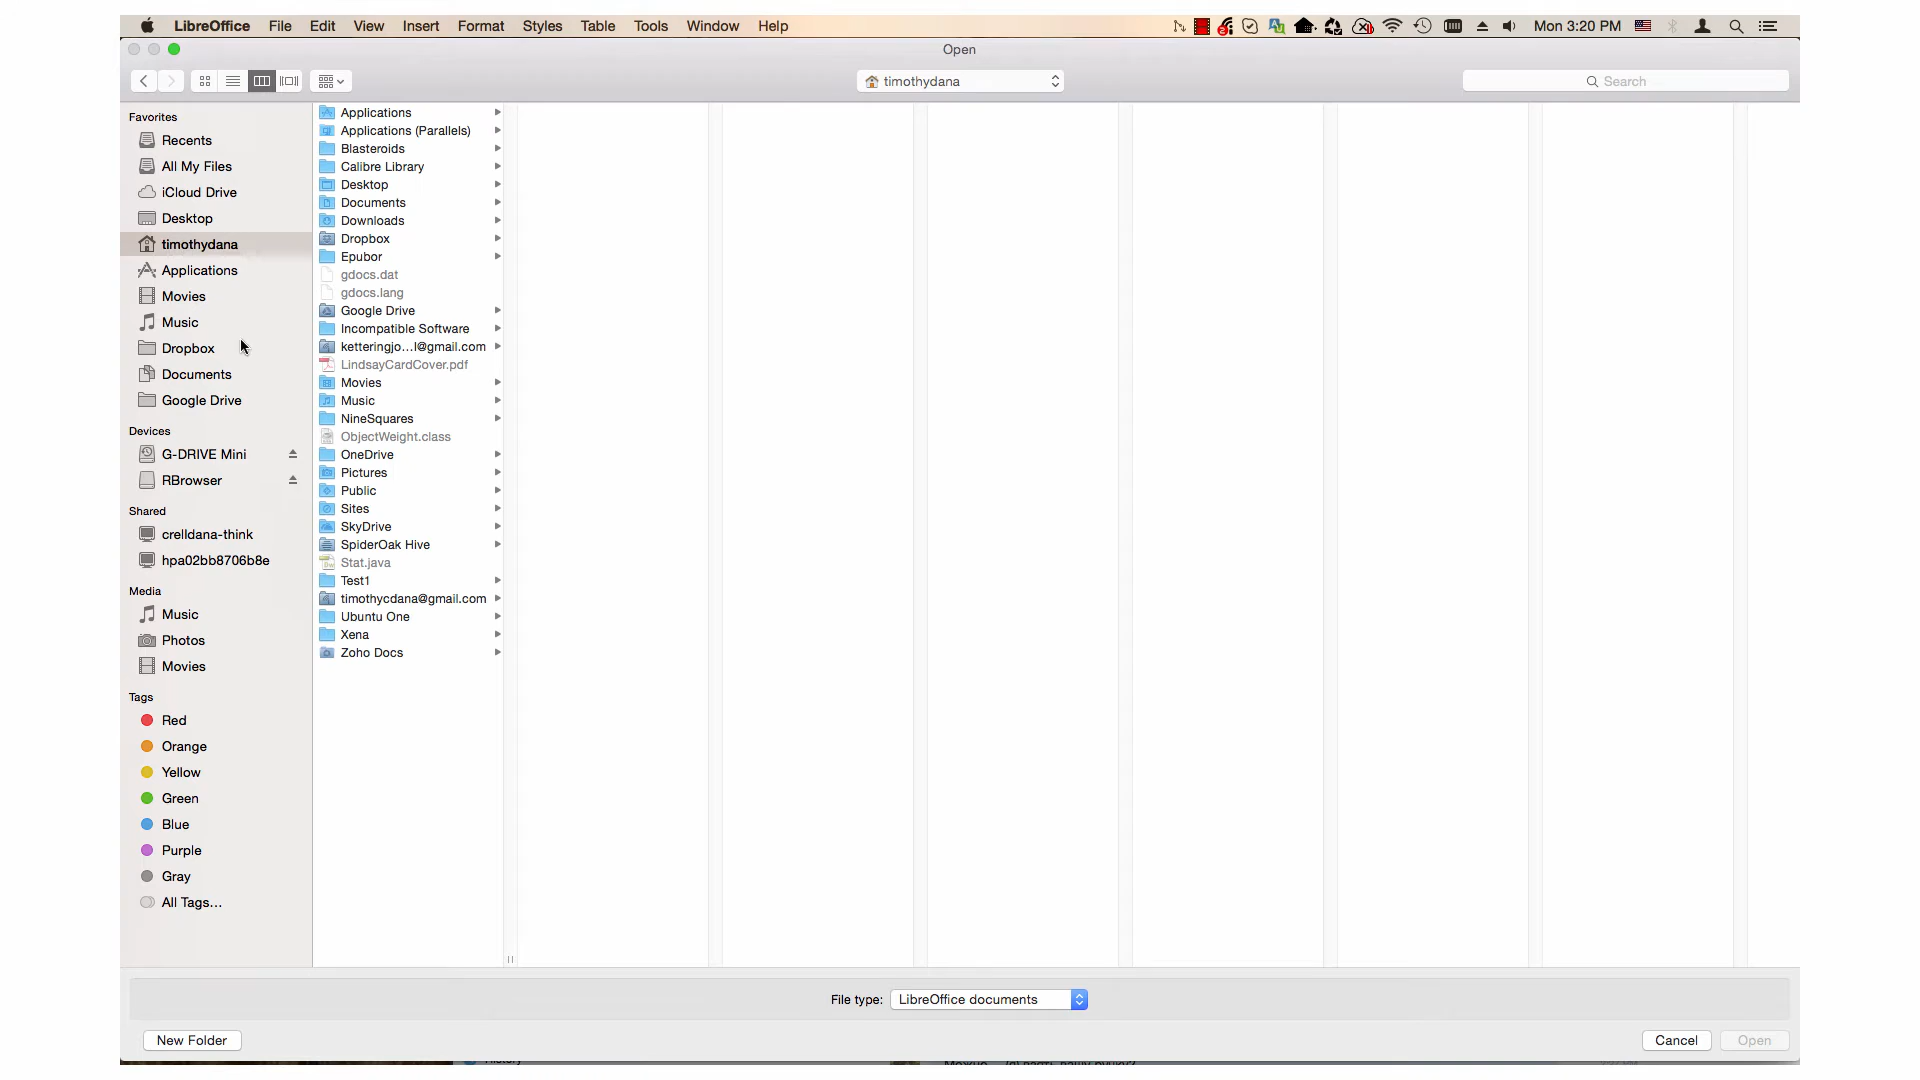 LibreOffice File Edit View Insert Format Styles Table Tools Window Help Mon 3:20 PM
Open
timothydana
Search
Favorites
Recents
All My Files
iCloud Drive
Desktop
timothydana
Applications
Movies
Music
Dropbox
Documents
Google Drive
Devices
G-DRIVE Mini
RBrowser
Shared
crelldana-think
hpa02bb8706b8e
Media
Music
Photos
Movies
Tags
Red
Orange
Yellow
Green
Blue
Purple
Gray
All Tags...
Applications
Applications (Parallels)
Blasteroids
Calibre Library
Desktop
Documents
Downloads
Dropbox
Epubor
gdocs.dat
gdocs.lang
Google Drive
Incompatible Software
ketteringjo...l@gmail.com
LindsayCardCover.pdf
Movies
Music
NineSquares
ObjectWeight.class
OneDrive
Pictures
Public
Sites
SkyDrive
SpiderOak Hive
Stat.java
Test1
timothycdana@gmail.com
Ubuntu One
Xena
Zoho Docs
File type: LibreOffice documents
New Folder Cancel Open